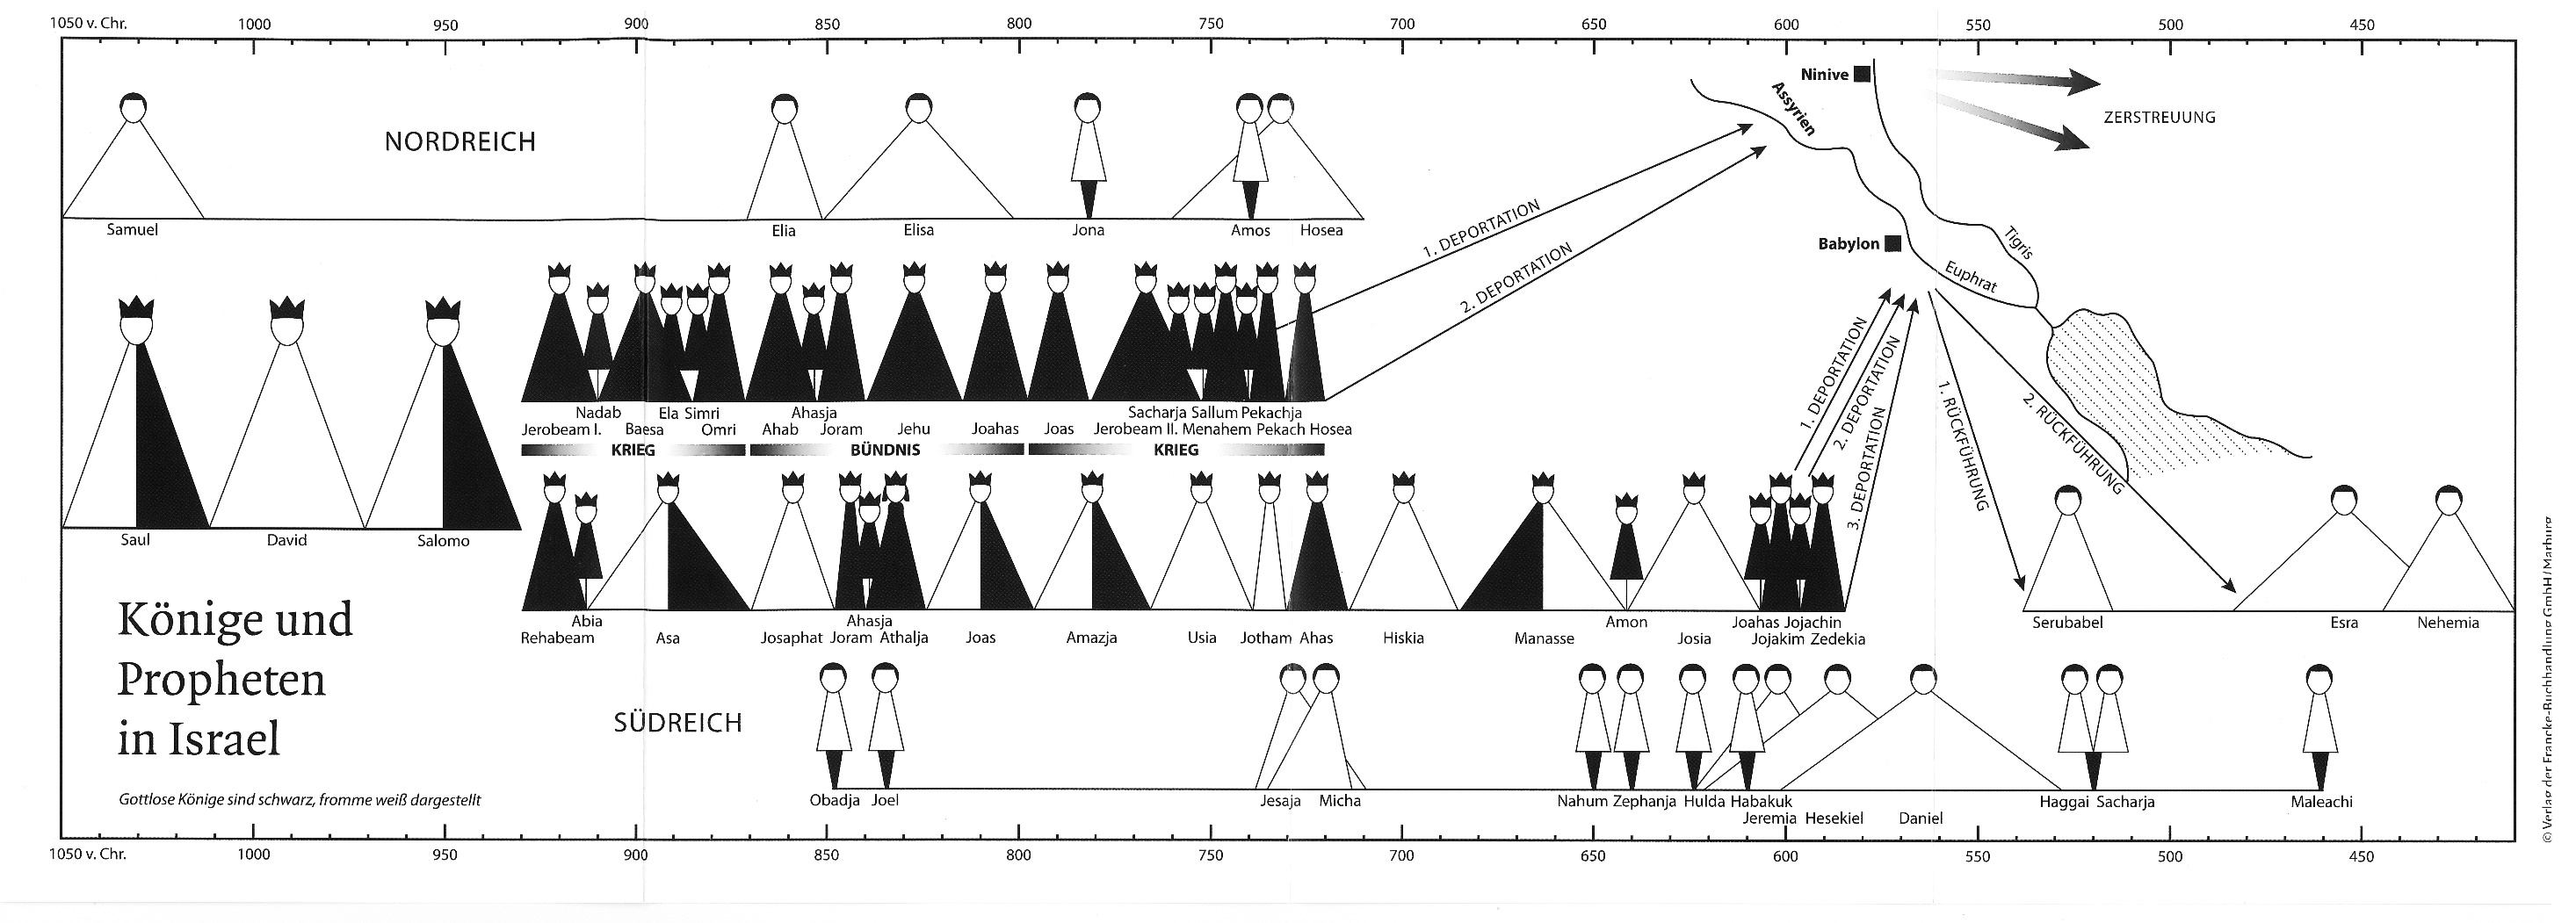 1050 v. Chr. 1000 950 900 850 800 750 700 650 600 550 500 450
Ninive
Assyrien
ZERSTREUUNG
NORDREICH
Samuel Elia Elisa Jona Amos Hosea
1. DEPORTATION
2. DEPORTATION
Babylon
Tigris
Euphrat
Nadab Ela Simri Ahasja Sacharja Sallum Pekachja
Jerobeam I. Baesa Omri Ahab Joram Jehu Joahas Joas Jerobeam II. Menahem Pekach Hosea
KRIEG BÜNDNIS KRIEG
1. DEPORTATION
2. DEPORTATION
3. DEPORTATION
1. RÜCKFÜHRUNG
2. RÜCKFÜHRUNG
Saul David Salomo
Abia Ahasja Amon Joahas Jojachin Serubabel Esra Nehemia
Rehabeam Asa Josaphat Joram Athalja Joas Amazja Usia Jotham Ahas Hiskia Manasse Josia Jojakim Zedekia
Könige und
Propheten
in Israel
SÜDREICH
Gottlose Könige sind schwarz, fromme weiß dargestellt
Obadja Joel Jesaja Micha Nahum Zephanja Hulda Habakuk Haggai Sacharja Maleachi
Jeremia Hesekiel Daniel
1050 v. Chr. 1000 950 900 850 800 750 700 650 600 550 500 450
© Verlag der Francke-Buchhandlung GmbH/Marburg